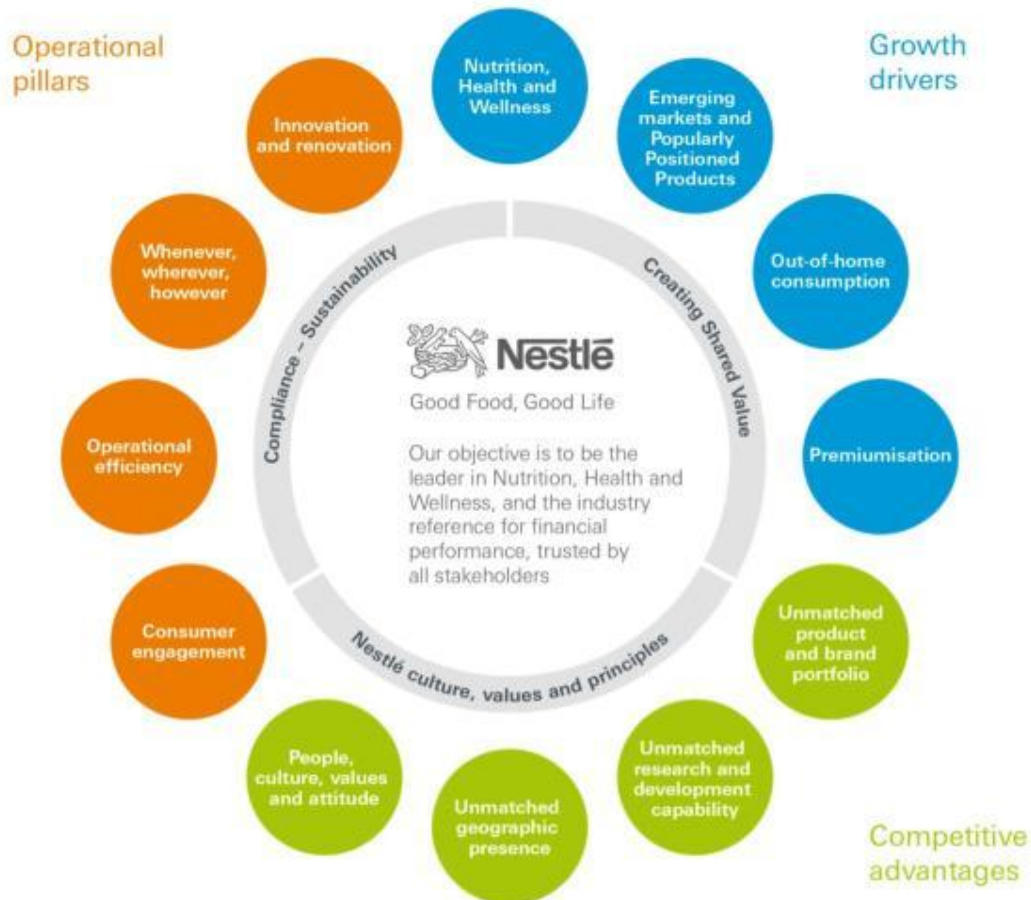 Operational
pillars
Growth
drivers
Nutrition,
Health and
Wellness
Emerging
markets and
Popularly
Positioned
Products
Out-of-home
consumption
Premiumisation
Unmatched
product
and brand
portfolio
Unmatched
research and
development
capability
Unmatched
geographic
presence
People,
culture, values
and attitude
Consumer
engagement
Operational
efficiency
Whenever,
wherever,
however
Innovation
and renovation
Competitive
advantages
Compliance – Sustainability
Creating Shared Value
Nestlé culture, values and principles
Nestlé
Good Food, Good Life
Our objective is to be the
leader in Nutrition, Health and
Wellness, and the industry
reference for financial
performance, trusted by
all stakeholders